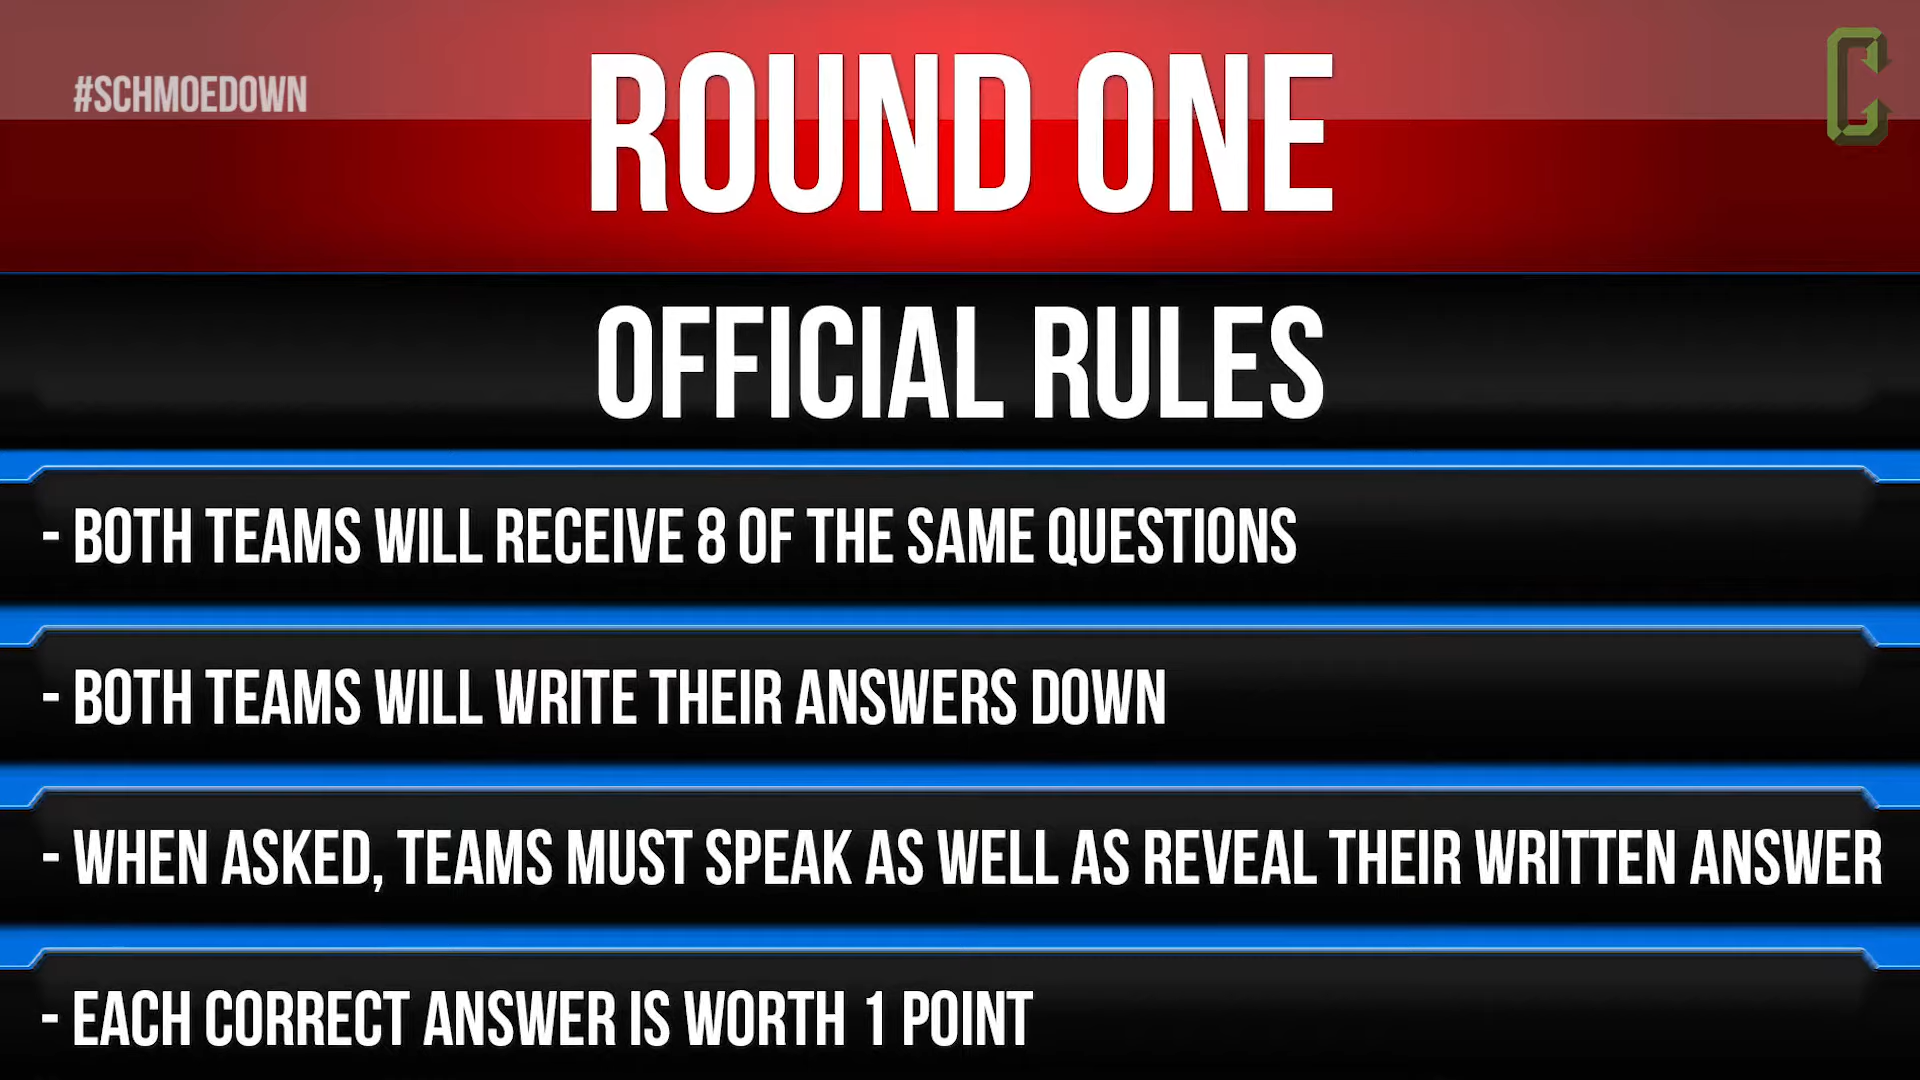 #SCHMOEDOWN
ROUND ONE
OFFICIAL RULES
- BOTH TEAMS WILL RECEIVE 8 OF THE SAME QUESTIONS
- BOTH TEAMS WILL WRITE THEIR ANSWERS DOWN
- WHEN ASKED, TEAMS MUST SPEAK AS WELL AS REVEAL THEIR WRITTEN ANSWER
- EACH CORRECT ANSWER IS WORTH 1 POINT